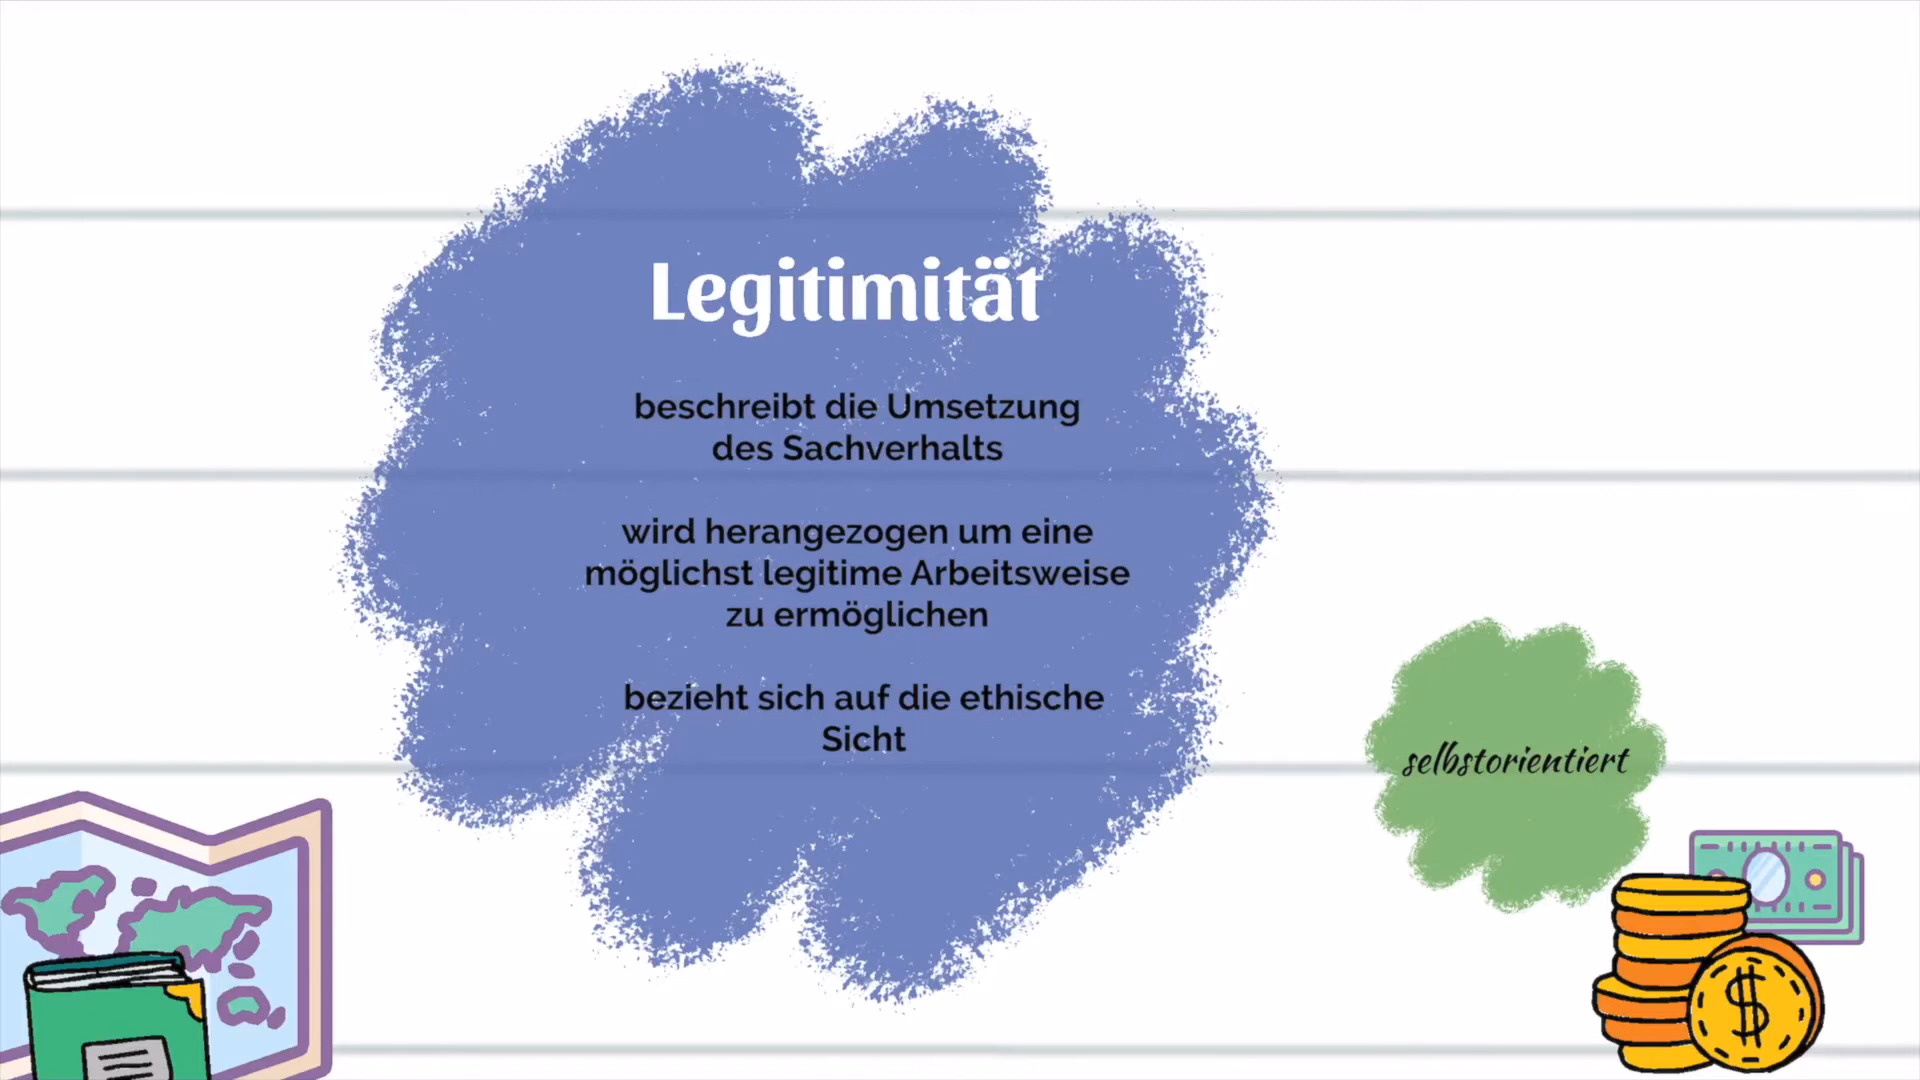 Legitimität
beschreibt die Umsetzung
des Sachverhalts
wird herangezogen um eine
möglichst legitime Arbeitsweise
zu ermöglichen
bezieht sich auf die ethische
Sicht
selbstorientiert
$